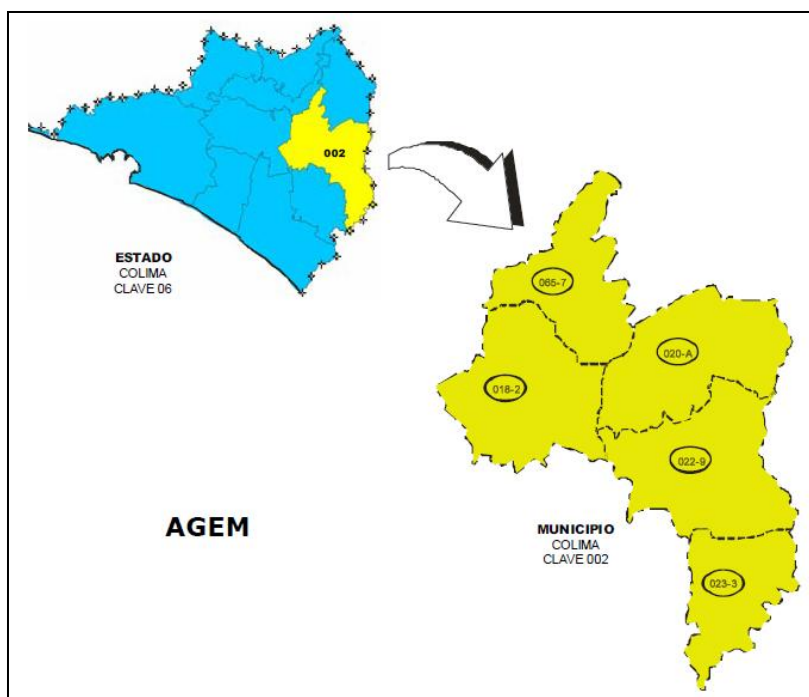 002
ESTADO
COLIMA
CLAVE 06
065-7
020-A
018-2
022-9
AGEM
MUNICIPIO
COLIMA
CLAVE 002
023-3